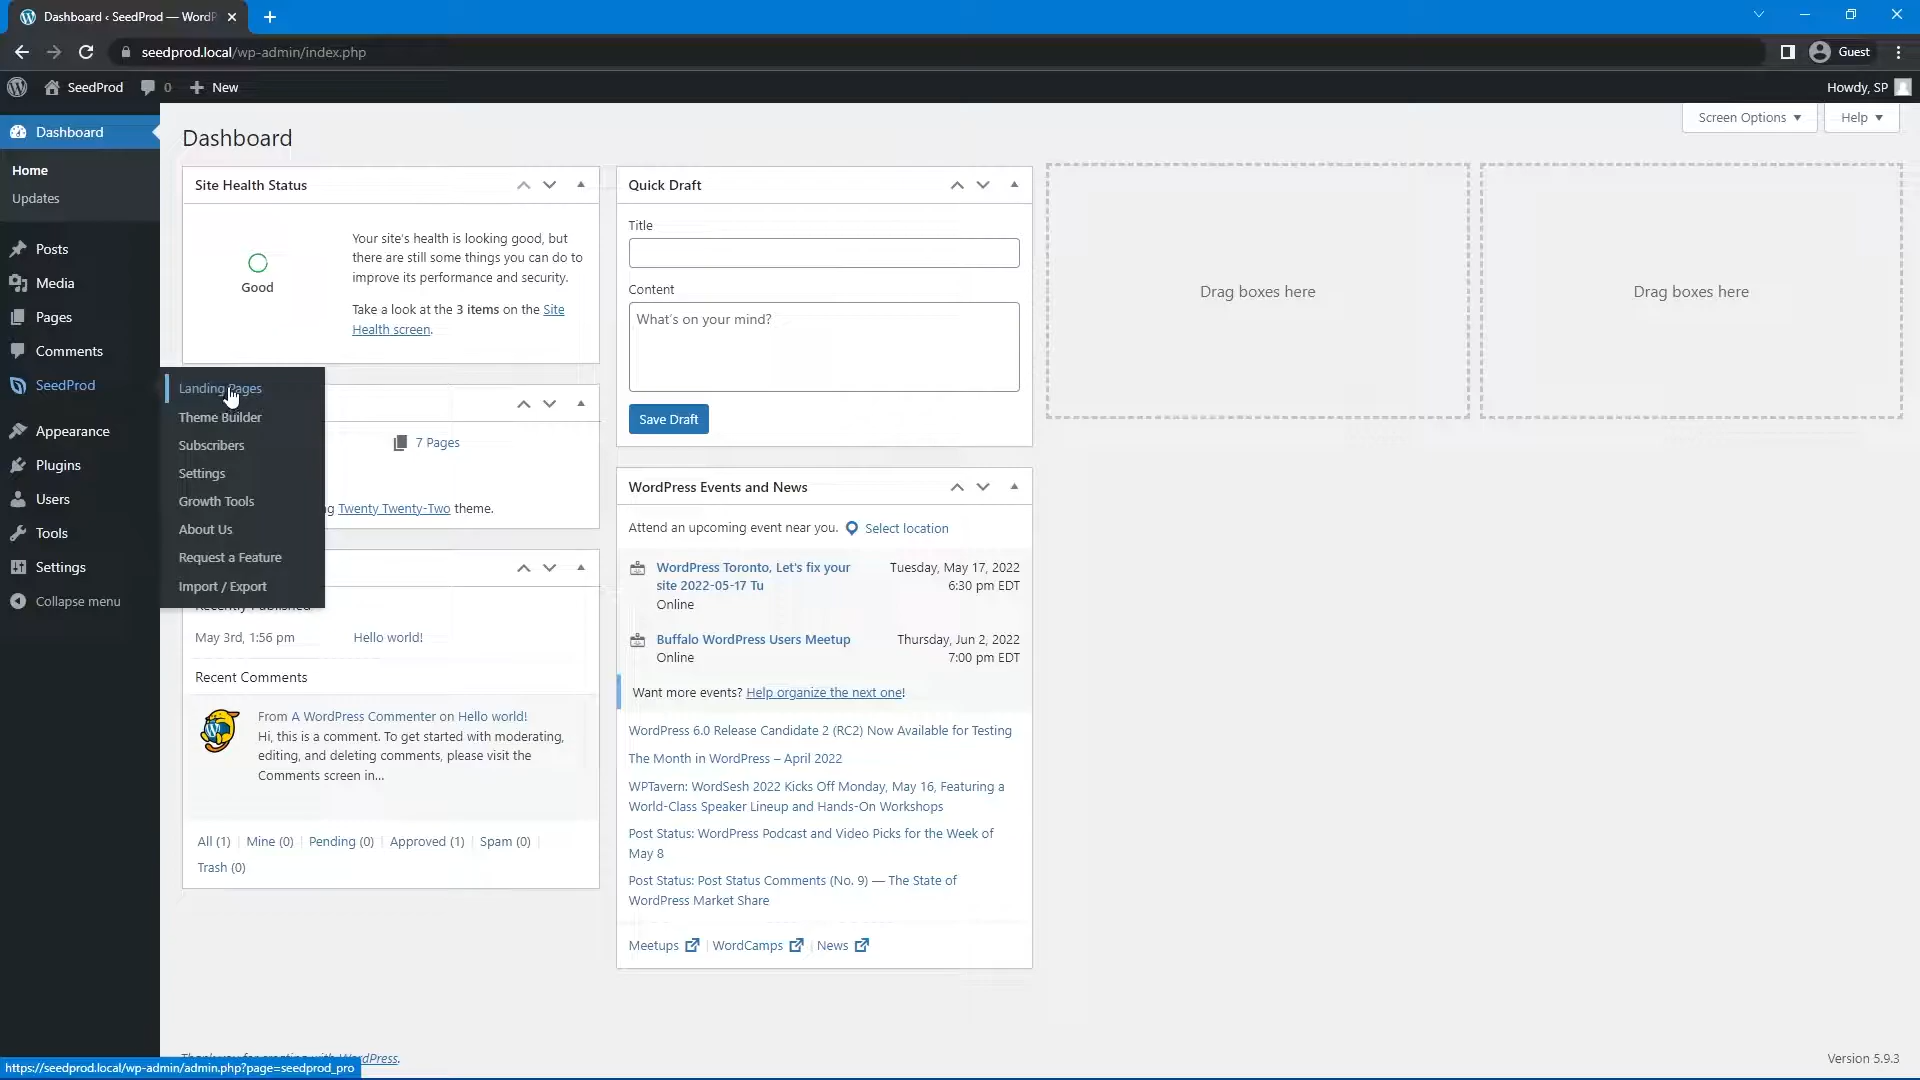 Dashboard ‹ SeedProd — WordP
seedprod.local/wp-admin/index.php
Guest
SeedProd
0
New
Howdy, SP
Dashboard
Home
Updates
Posts
Media
Pages
Comments
SeedProd
Appearance
Plugins
Users
Tools
Settings
Collapse menu
Landing Pages
Theme Builder
Subscribers
Settings
Growth Tools
About Us
Request a Feature
Import / Export
Dashboard
Screen Options
Help
Site Health Status
Good
Your site's health is looking good, but
there are still some things you can do to
improve its performance and security.
Take a look at the 3 items on the Site
Health screen.
7 Pages
Twenty Twenty-Two theme.
Recently Published
May 3rd, 1:56 pm
Hello world!
Recent Comments
From A WordPress Commenter on Hello world!
Hi, this is a comment. To get started with moderating,
editing, and deleting comments, please visit the
Comments screen in...
All (1) | Mine (0) | Pending (0) | Approved (1) | Spam (0) |
Trash (0)
Quick Draft
Title
Content
What's on your mind?
Save Draft
WordPress Events and News
Attend an upcoming event near you. Select location
WordPress Toronto, Let's fix your
site 2022-05-17 Tu
Online
Tuesday, May 17, 2022
6:30 pm EDT
Buffalo WordPress Users Meetup
Online
Thursday, Jun 2, 2022
7:00 pm EDT
Want more events? Help organize the next one!
WordPress 6.0 Release Candidate 2 (RC2) Now Available for Testing
The Month in WordPress – April 2022
WPTavern: WordSesh 2022 Kicks Off Monday, May 16, Featuring a
World-Class Speaker Lineup and Hands-On Workshops
Post Status: WordPress Podcast and Video Picks for the Week of
May 8
Post Status: Post Status Comments (No. 9) — The State of
WordPress Market Share
Meetups | WordCamps | News
Drag boxes here
Drag boxes here
Thank you for creating with WordPress.
Version 5.9.3
https://seedprod.local/wp-admin/admin.php?page=seedprod_pro